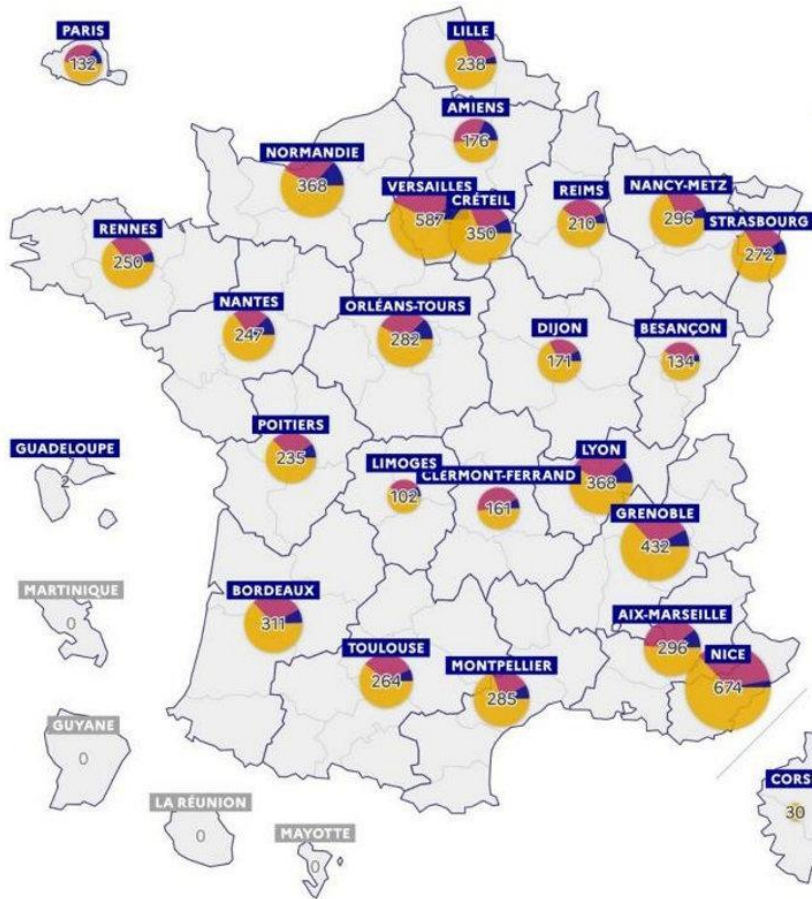 PARIS
132
LILLE
238
AMIENS
176
NORMANDIE
368
VERSAILLES
587
CRÉTEIL
350
REIMS
210
NANCY-METZ
296
STRASBOURG
272
RENNES
250
NANTES
247
ORLÉANS-TOURS
282
DIJON
171
BESANÇON
134
POITIERS
235
GUADELOUPE
2
LIMOGES
102
CLERMONT-FERRAND
161
LYON
368
GRENOBLE
432
MARTINIQUE
0
BORDEAUX
311
AIX-MARSEILLE
296
NICE
674
TOULOUSE
264
MONTPELLIER
285
GUYANE
0
LA RÉUNION
0
MAYOTTE
0
CORS
30